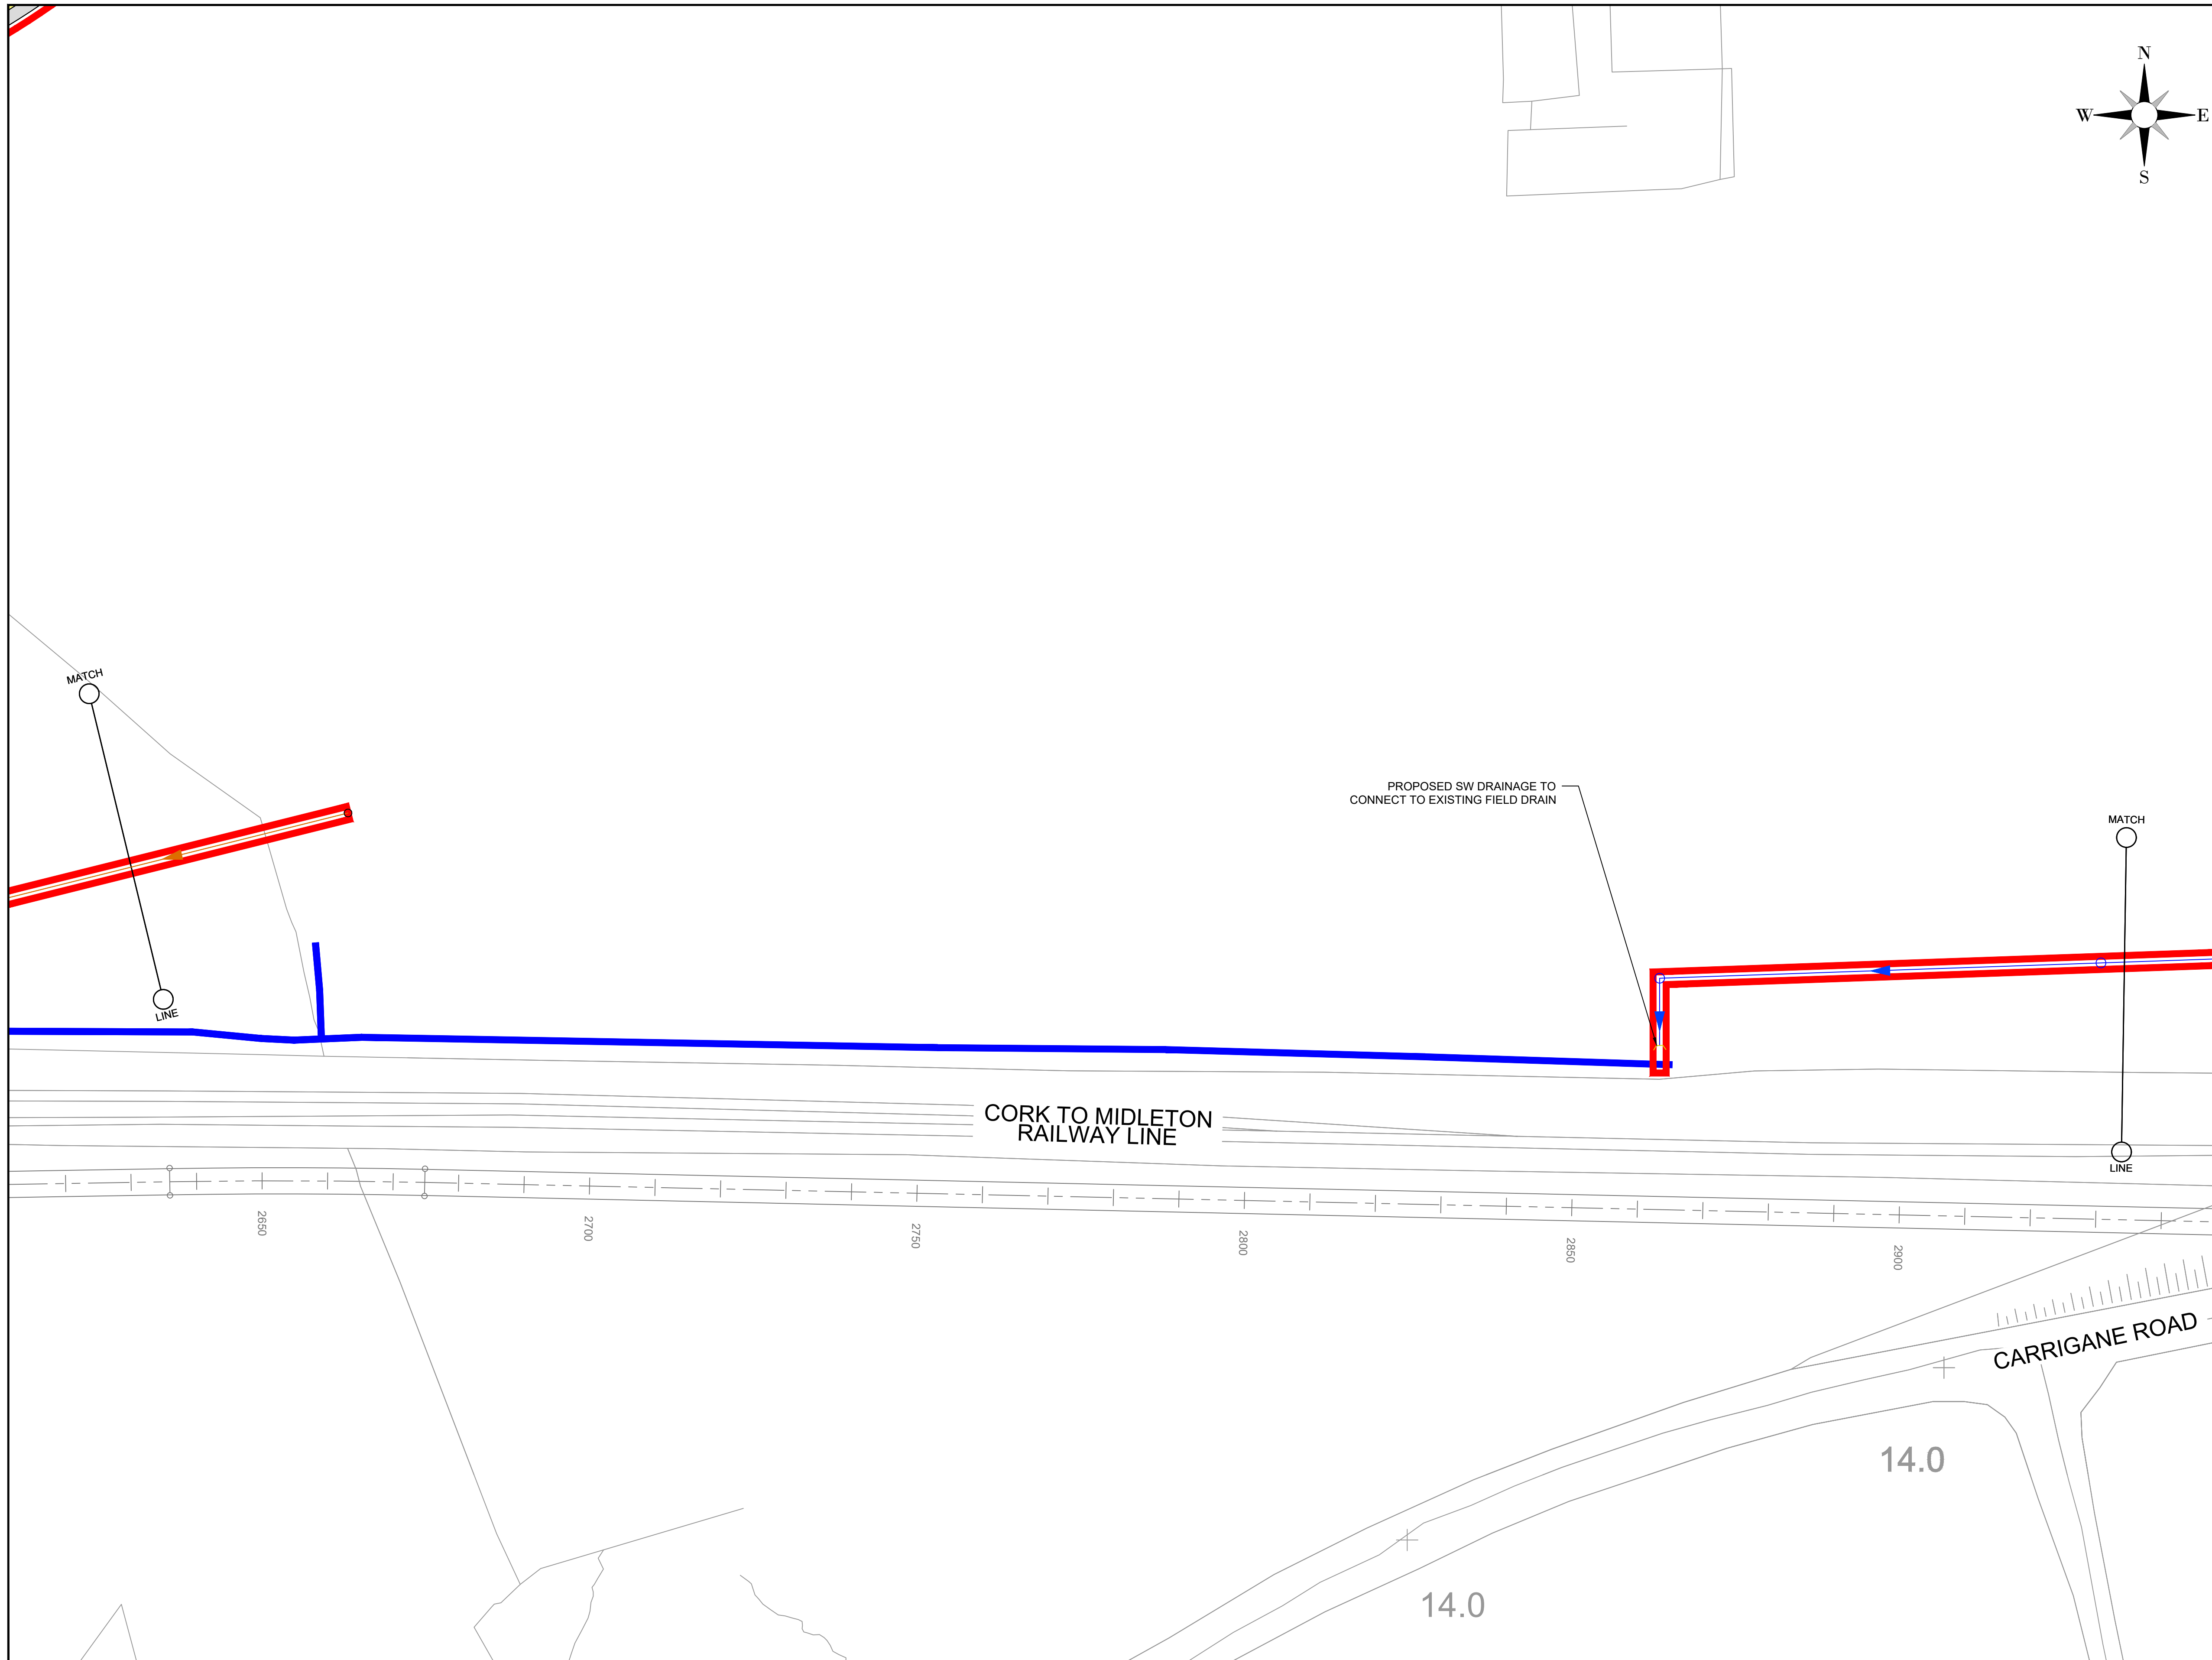 N
W
E
S
MATCH
LINE
PROPOSED SW DRAINAGE TO
CONNECT TO EXISTING FIELD DRAIN
MATCH
LINE
CORK TO MIDLETON
RAILWAY LINE
2650
2700
2750
2800
2850
2900
CARRIGANE ROAD
14.0
14.0